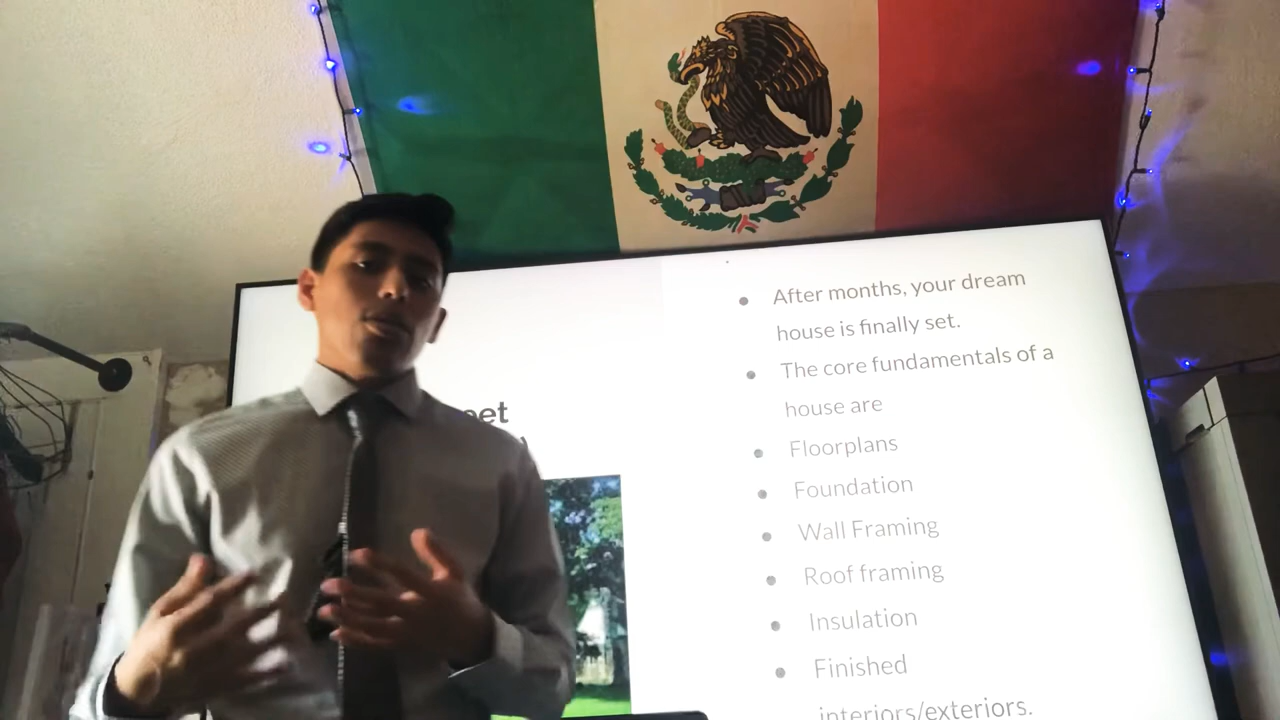 After months, your dream
house is finally set.
The core fundamentals of a
house are
Floorplans
Foundation
Wall Framing
Roof framing
Insulation
Finished
interiors/exteriors.